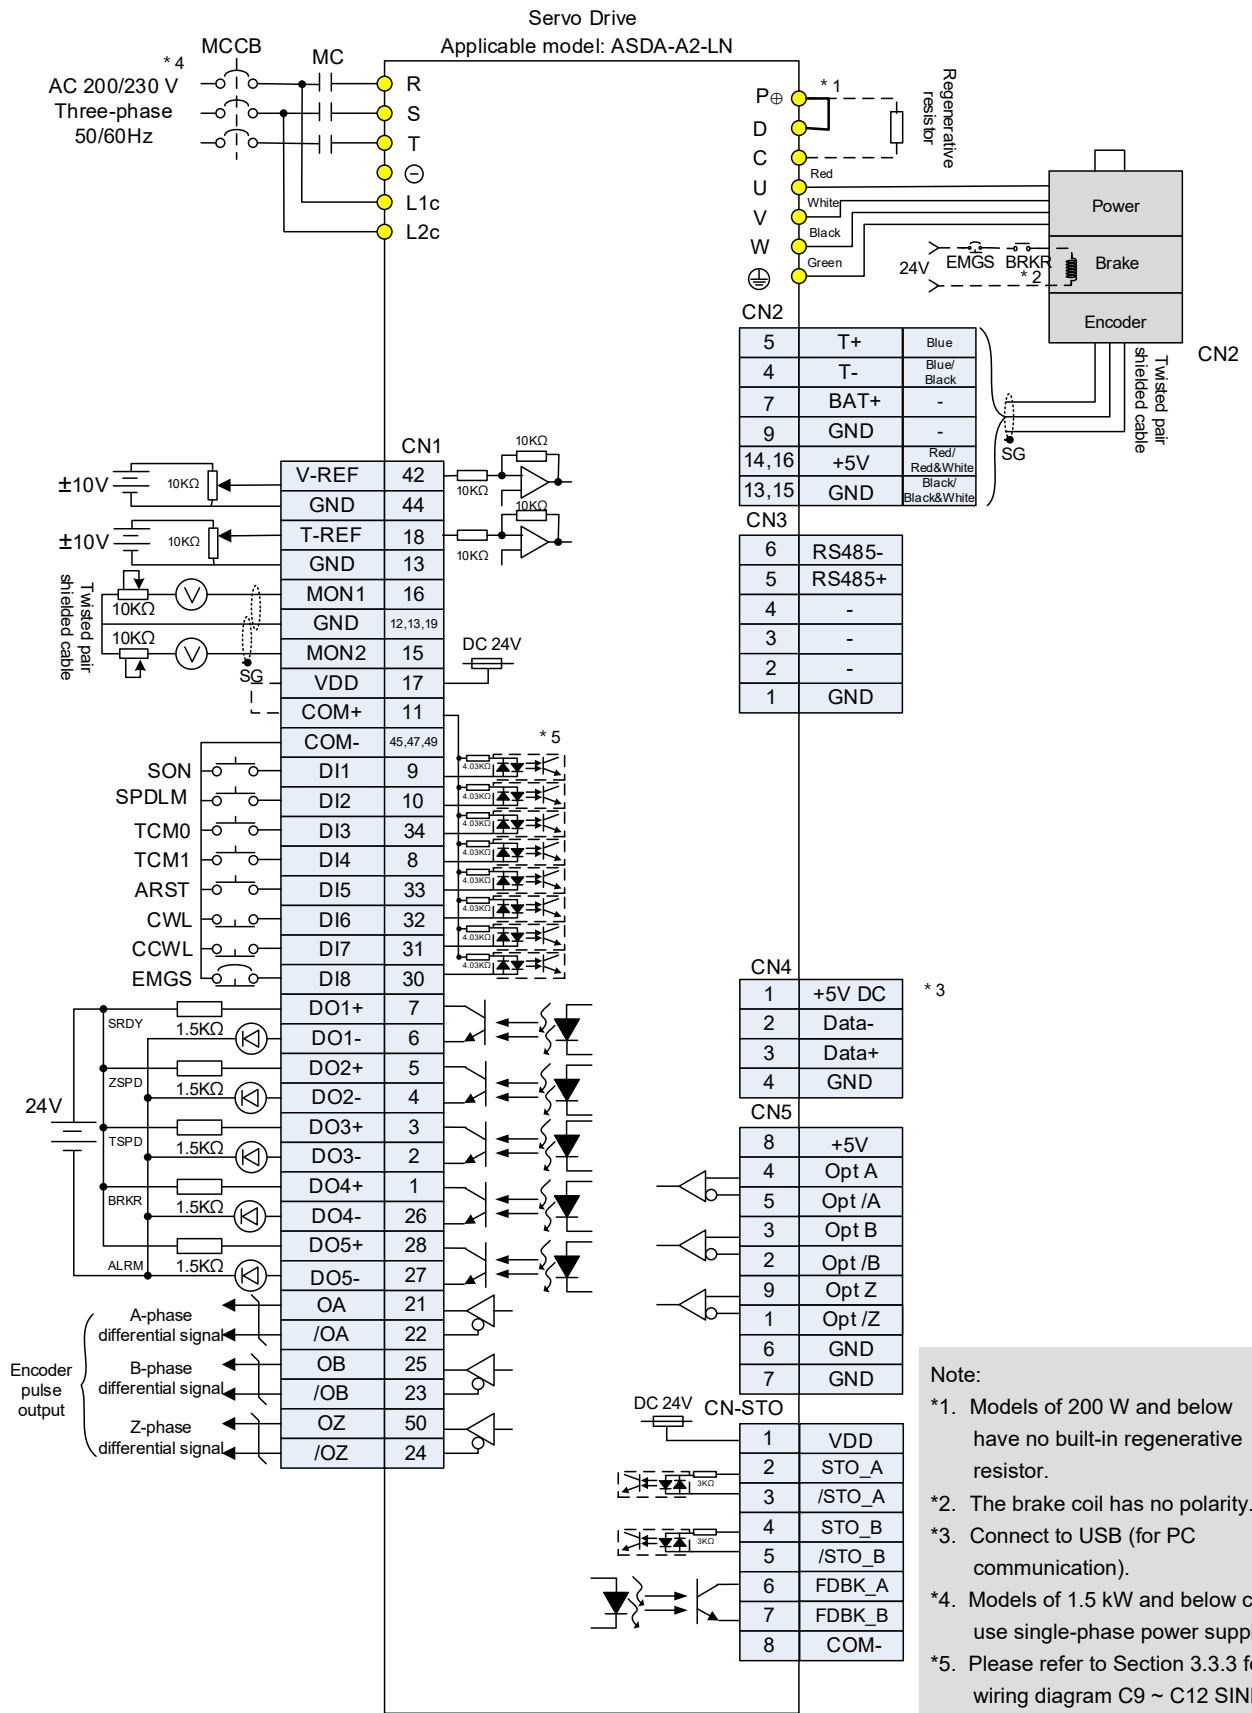 Servo Drive
Applicable model: ASDA-A2-LN
MCCB
MC
* 4
AC 200/230 V
Three-phase
50/60Hz
R
S
T
⊖
L1c
L2c
P⊕
D
C
U
V
W
* 1
Regenerative
resistor
Red
White
Black
Green
24V
EMGS
BRKR
* 2
Power
Brake
Encoder
CN2
Twisted pair
shielded cable
SG
CN2
5 T+ Blue
4 T- Blue/
Black
7 BAT+ -
9 GND -
14,16 +5V Red/
Red&White
13,15 GND Black/
Black&White
CN3
6 RS485-
5 RS485+
4 -
3 -
2 -
1 GND
CN1
±10V 10KΩ V-REF 42 10KΩ 10KΩ
GND 44
±10V 10KΩ T-REF 18 10KΩ 10KΩ
GND 13
Twisted pair
shielded cable
10KΩ V MON1 16
GND 12,13,19
10KΩ V MON2 15
SG
VDD 17
DC 24V
COM+ 11
COM- 45,47,49
* 5
SON DI1 9 4.03KΩ
SPDLM DI2 10 4.03KΩ
TCM0 DI3 34 4.03KΩ
TCM1 DI4 8 4.03KΩ
ARST DI5 33 4.03KΩ
CWL DI6 32 4.03KΩ
CCWL DI7 31 4.03KΩ
EMGS DI8 30 4.03KΩ
24V
DO1+ 7
SRDY 1.5KΩ DO1- 6
DO2+ 5
ZSPD 1.5KΩ DO2- 4
DO3+ 3
TSPD 1.5KΩ DO3- 2
DO4+ 1
BRKR 1.5KΩ DO4- 26
DO5+ 28
ALRM 1.5KΩ DO5- 27
Encoder
pulse
output
A-phase
differential signal
OA 21
/OA 22
B-phase
differential signal
OB 25
/OB 23
Z-phase
differential signal
OZ 50
/OZ 24
CN4
1 +5V DC * 3
2 Data-
3 Data+
4 GND
CN5
8 +5V
4 Opt A
5 Opt /A
3 Opt B
2 Opt /B
9 Opt Z
1 Opt /Z
6 GND
7 GND
DC 24V
CN-STO
1 VDD
2 STO_A
3KΩ
3 /STO_A
4 STO_B
3KΩ
5 /STO_B
6 FDBK_A
7 FDBK_B
8 COM-
Note:
*1. Models of 200 W and below
have no built-in regenerative
resistor.
*2. The brake coil has no polarity.
*3. Connect to USB (for PC
communication).
*4. Models of 1.5 kW and below
use single-phase power
*5. Please refer to Section 3.3.3
wiring diagram C9 ~ C12